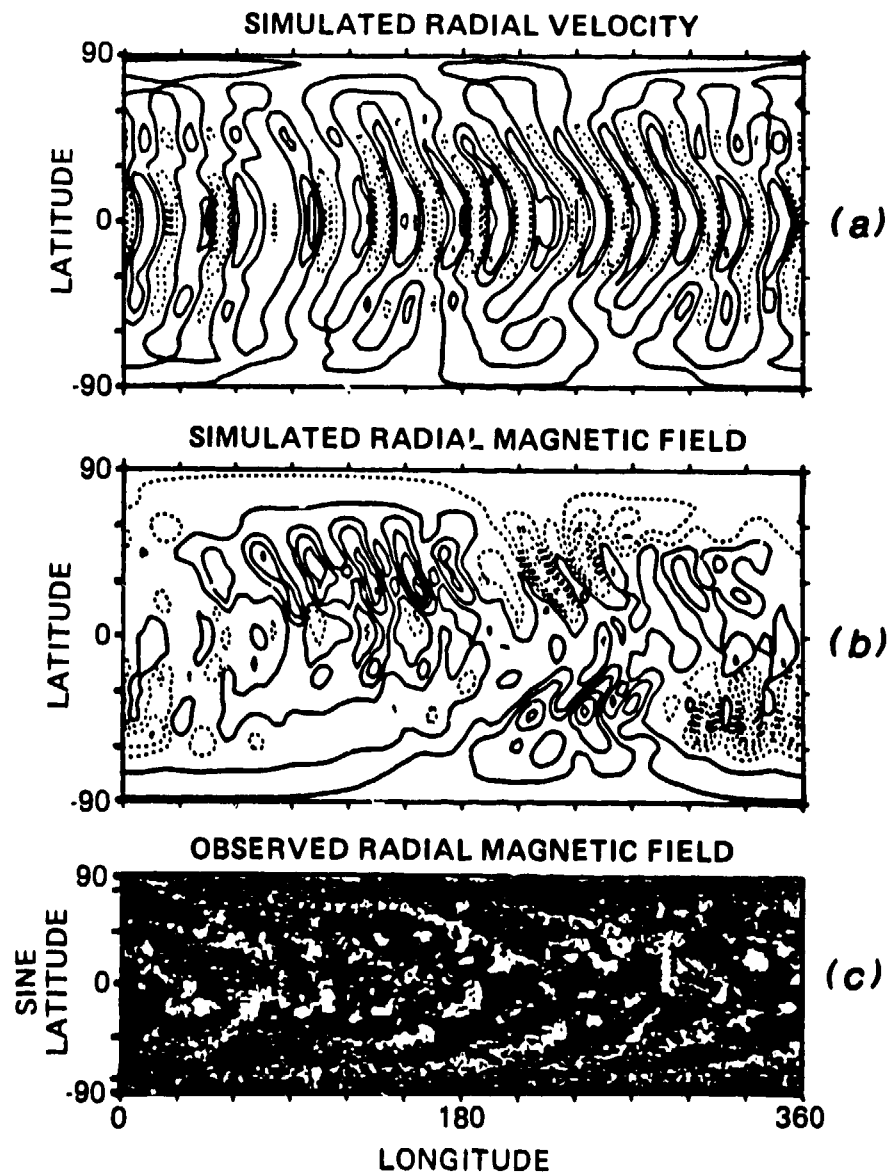 SIMULATED RADIAL VELOCITY
90
LATITUDE
0
-90
(a)
SIMULATED RADIAL MAGNETIC FIELD
90
LATITUDE
0
-90
(b)
OBSERVED RADIAL MAGNETIC FIELD
90
SINE
LATITUDE
0
-90
(c)
0
180
360
LONGITUDE